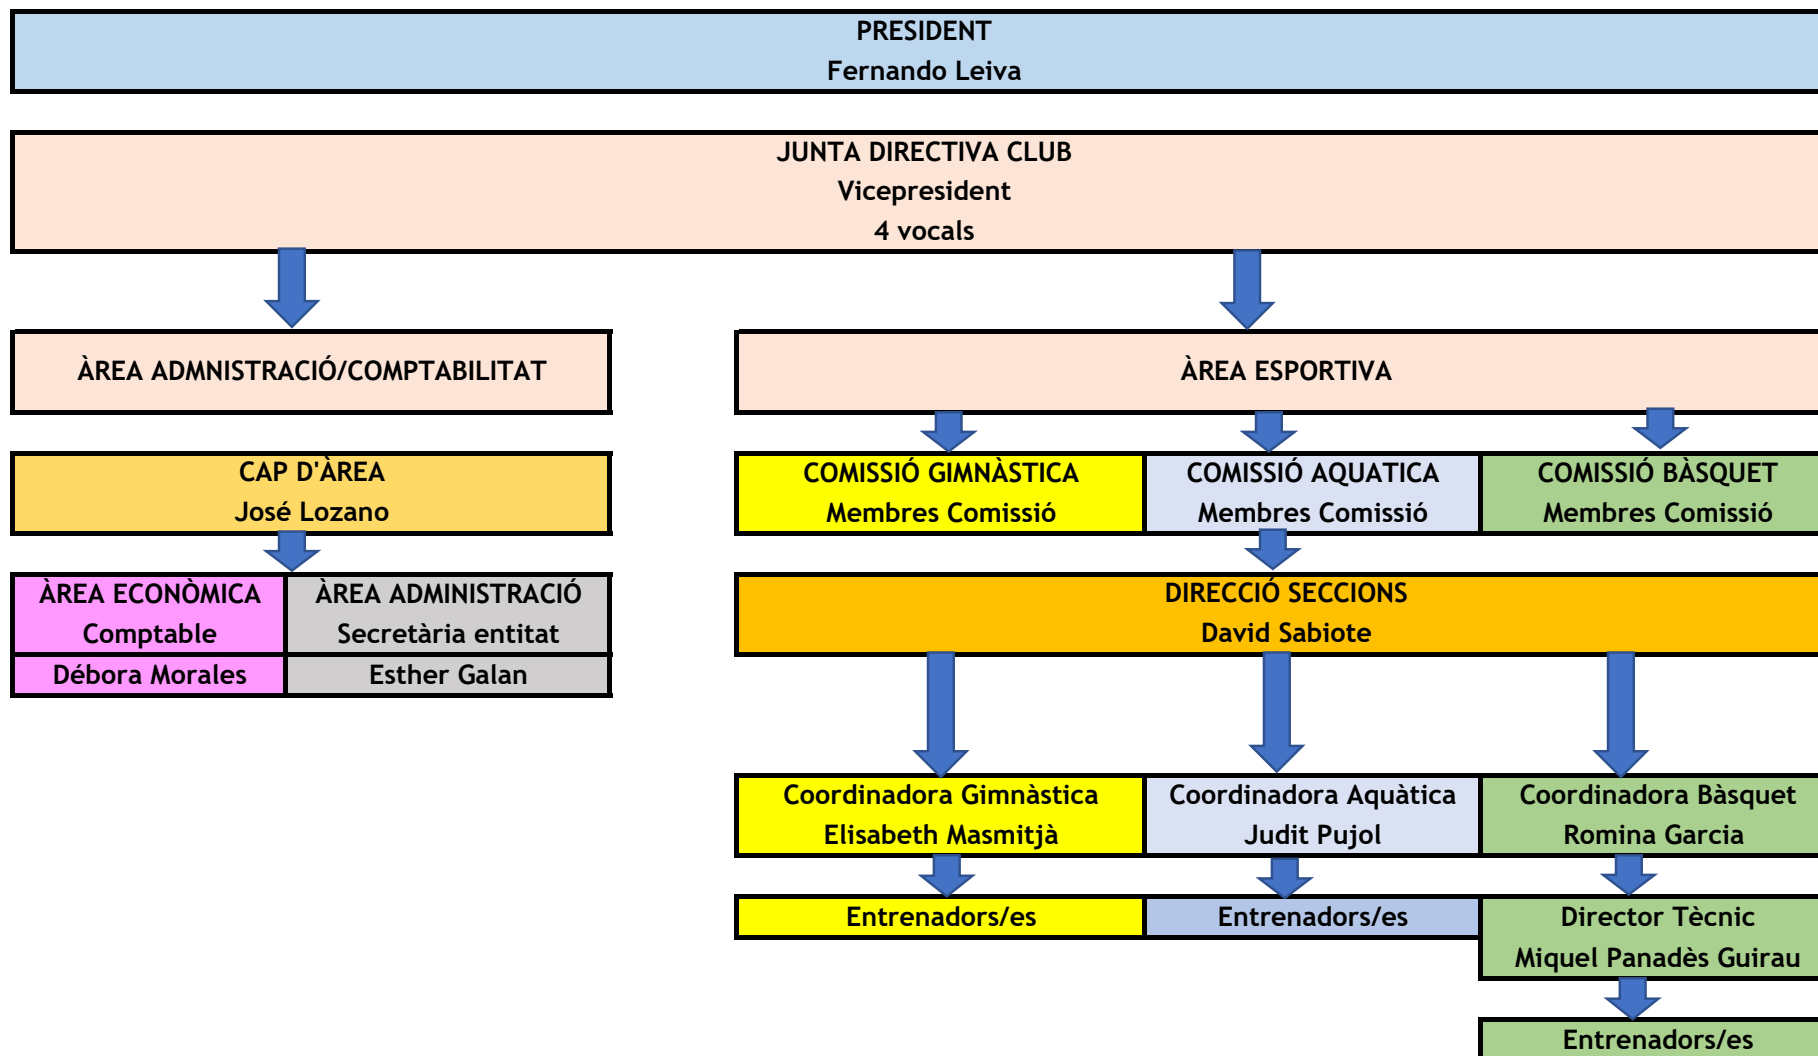 PRESIDENT
Fernando Leiva
JUNTA DIRECTIVA CLUB
Vicepresident
4 vocals
ÀREA ADMNISTRACIÓ/COMPTABILITAT
ÀREA ESPORTIVA
CAP D'ÀREA
José Lozano
COMISSIÓ GIMNÀSTICA
Membres Comissió
COMISSIÓ AQUATICA
Membres Comissió
COMISSIÓ BÀSQUET
Membres Comissió
ÀREA ECONÒMICA
Comptable
Débora Morales
ÀREA ADMINISTRACIÓ
Secretària entitat
Esther Galan
DIRECCIÓ SECCIONS
David Sabiote
Coordinadora Gimnàstica
Elisabeth Masmitjà
Coordinadora Aquàtica
Judit Pujol
Coordinadora Bàsquet
Romina Garcia
Entrenadors/es
Entrenadors/es
Director Tècnic
Miquel Panadès Guirau
Entrenadors/es